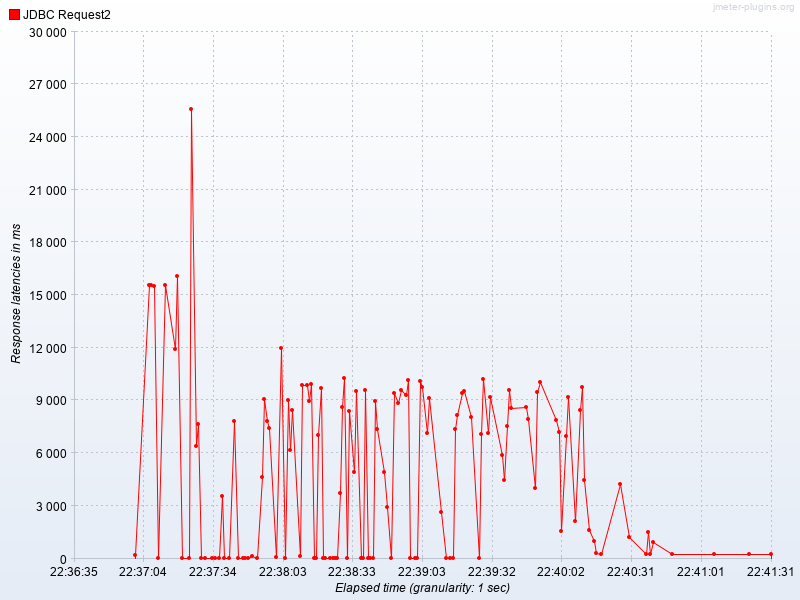 jmeter-plugins.org
JDBC Request2
30 000
27 000
24 000
21 000
18 000
15 000
12 000
9 000
6 000
3 000
0
Response latencies in ms
22:36:35 22:37:04 22:37:34 22:38:03 22:38:33 22:39:03 22:39:32 22:40:02 22:40:31 22:41:01 22:41:31
Elapsed time (granularity: 1 sec)